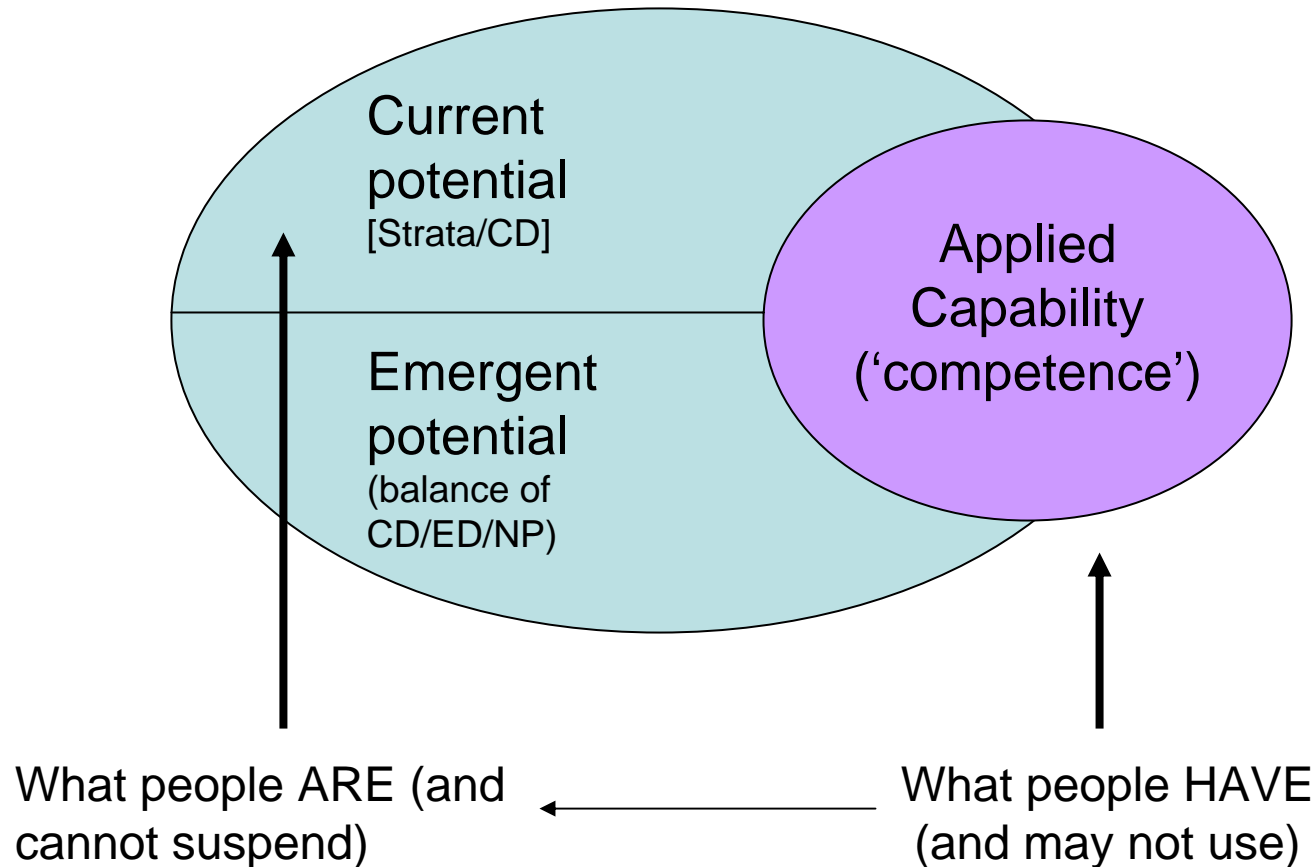 Current
potential
[Strata/CD]
Emergent
potential
(balance of
CD/ED/NP)
Applied
Capability
(‘competence’)
What people ARE (and
cannot suspend)
What people HAVE
(and may not use)